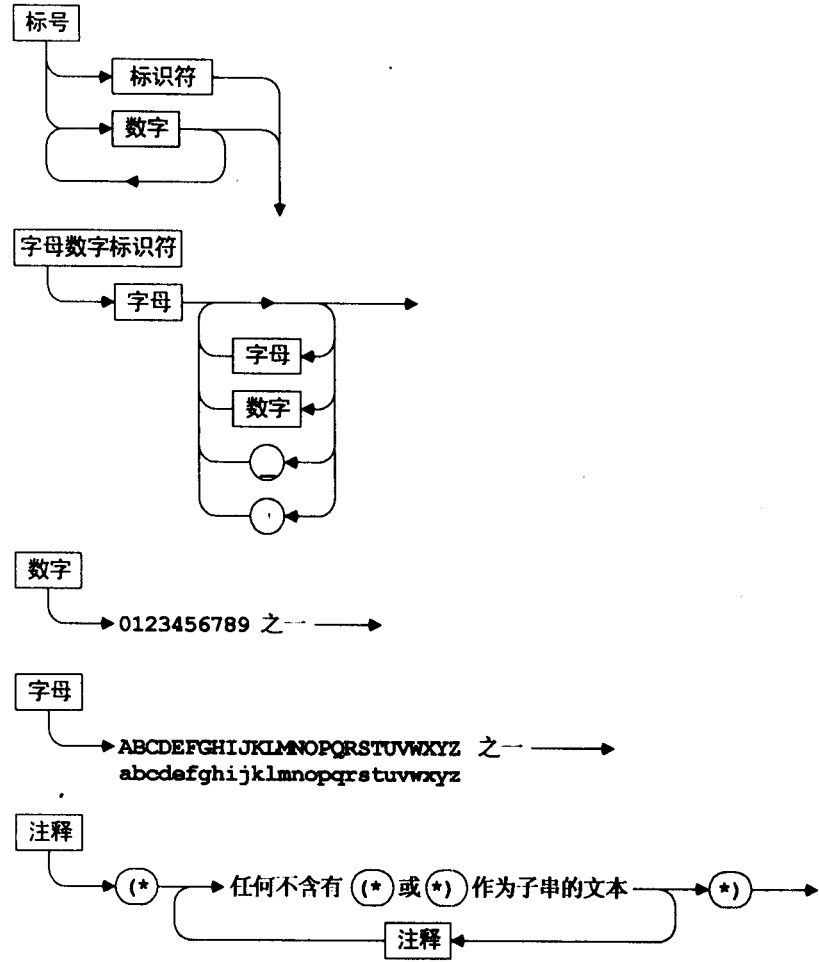 标号
标识符
数字
字母数字标识符
字母
字母
数字
_
'
数字
0123456789 之一
字母
ABCDEFGHIJKLMNOPQRSTUVWXYZ 之一
abcdefghijklmnopqrstuvwxyz
注释
(* 任何不含有 (* 或 *) 作为子串的文本 *)
注释